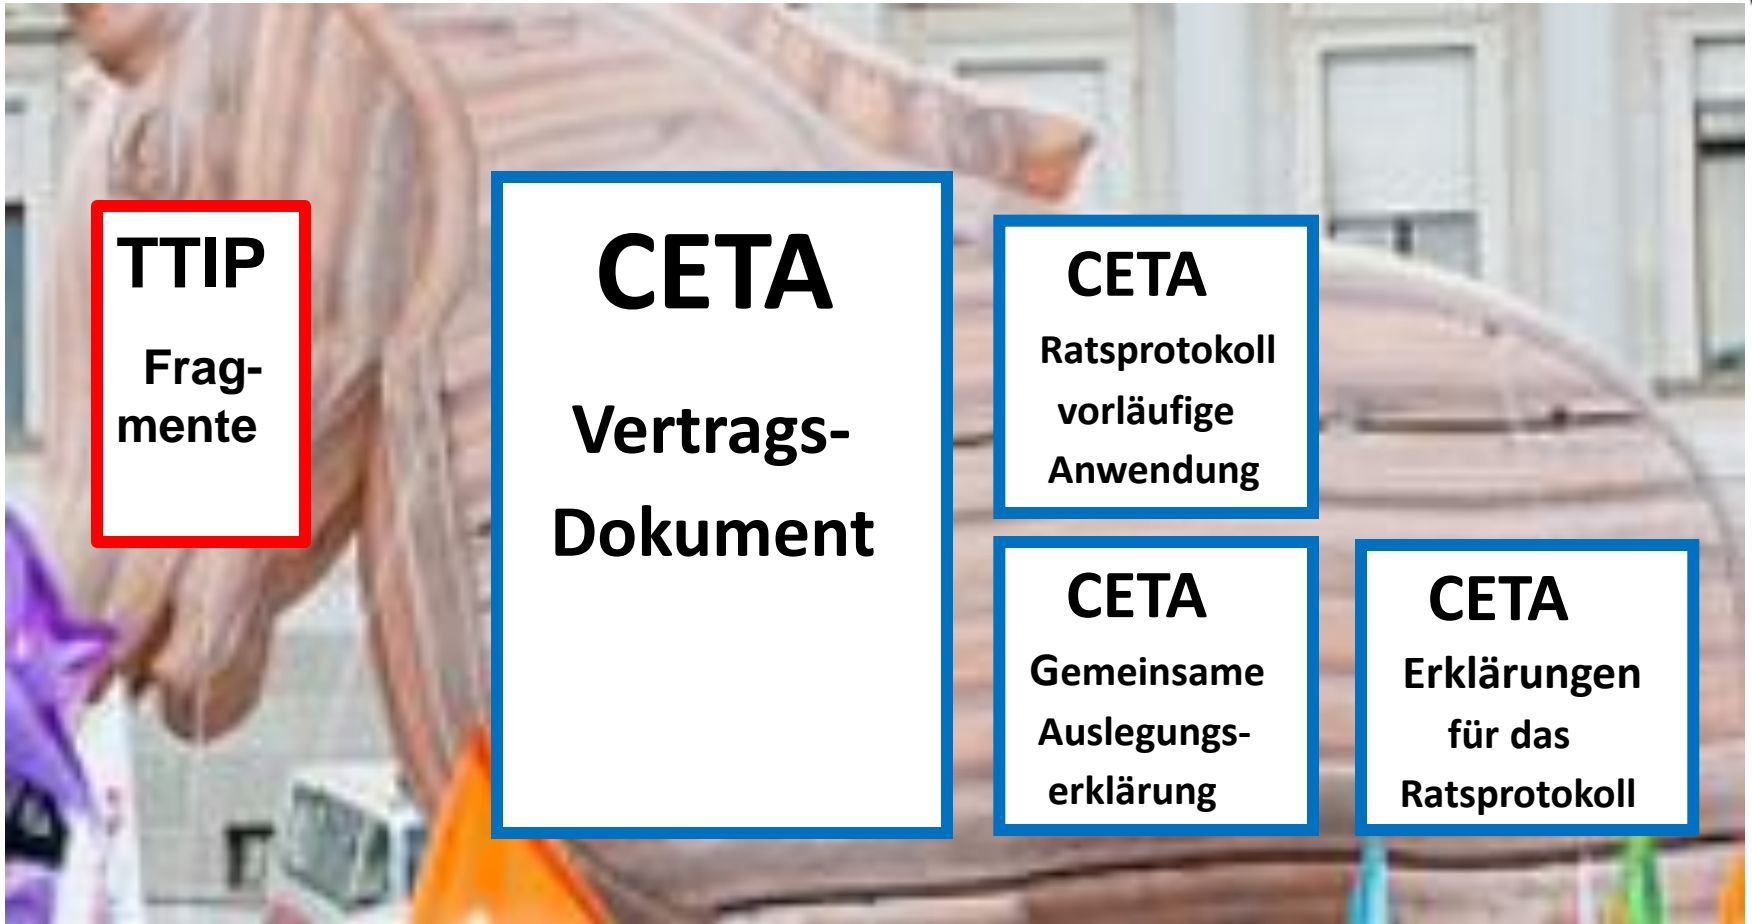 TTIP
Frag-
mente
CETA
Vertrags-
Dokument
CETA
Ratsprotokoll
vorläufige
Anwendung
CETA
Gemeinsame
Auslegungs-
erklärung
CETA
Erklärungen
für das
Ratsprotokoll